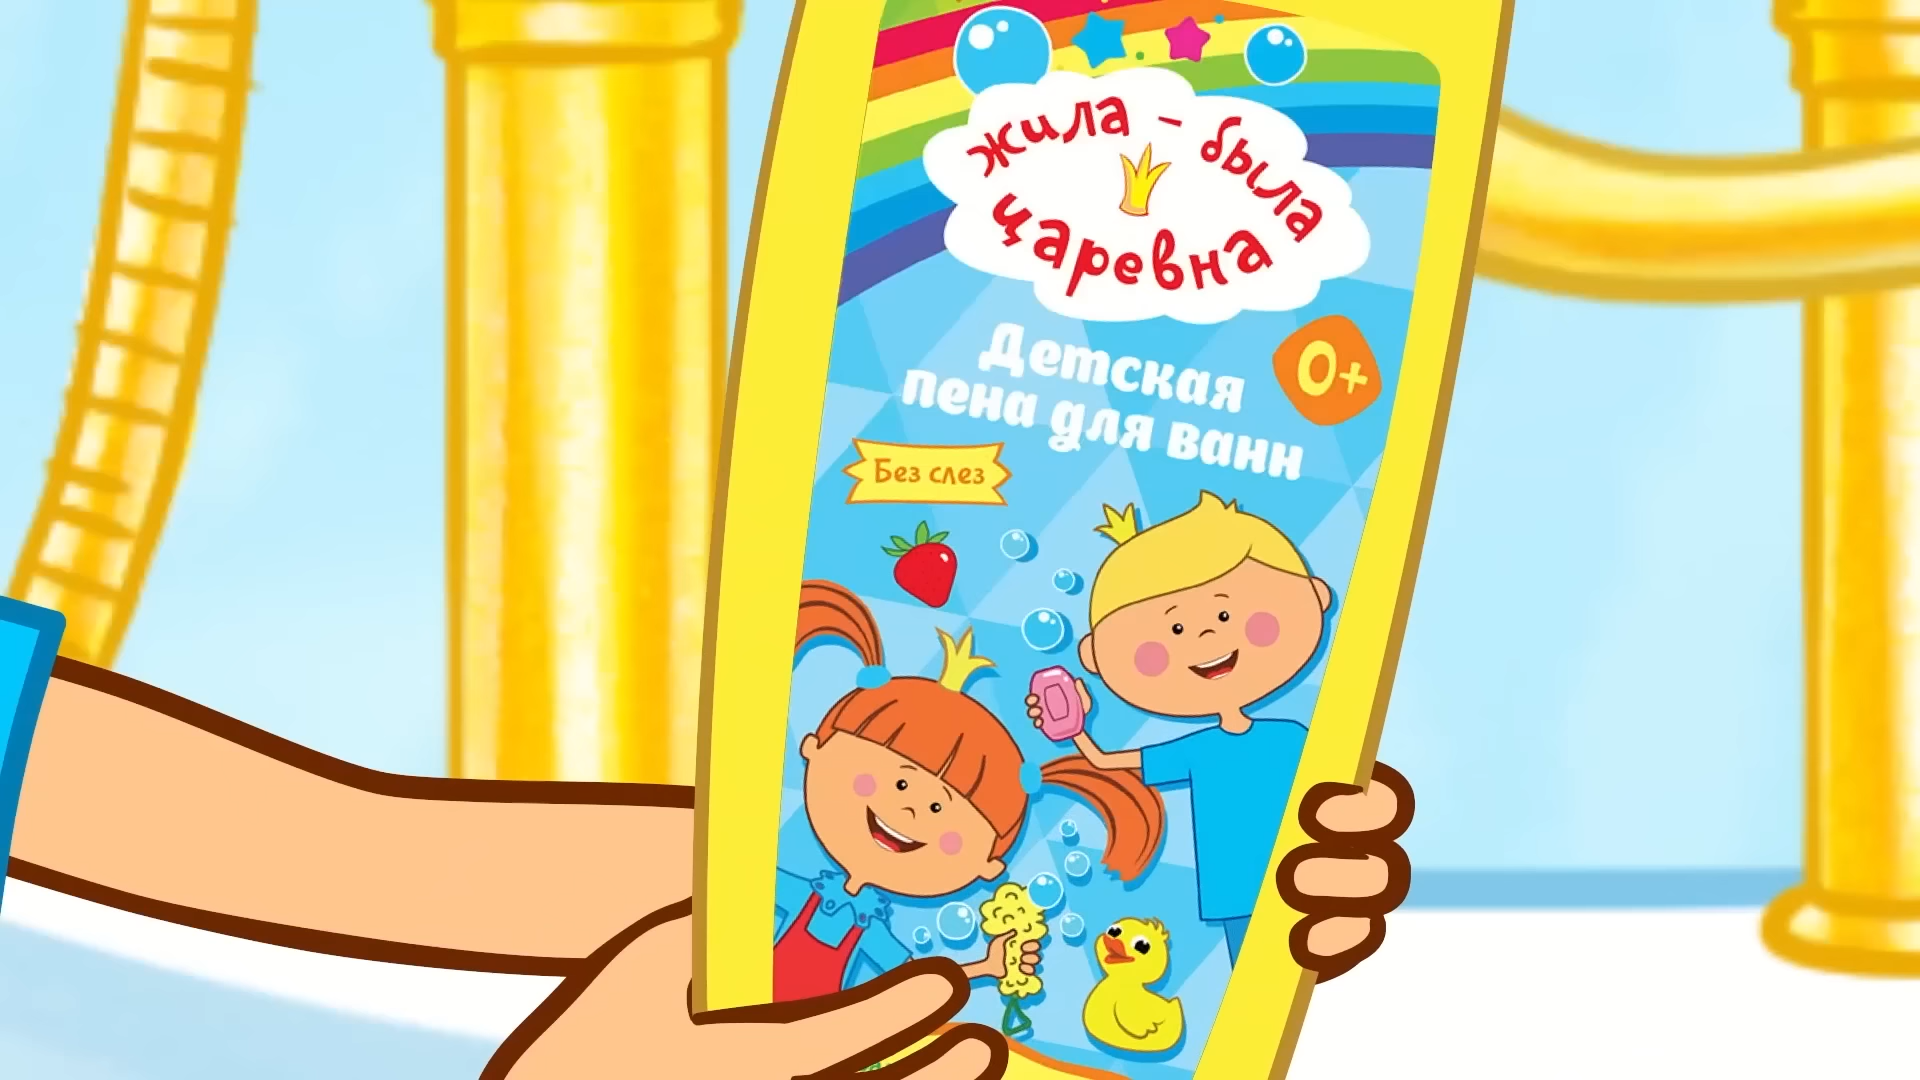 жила - была
царевна
Детская
пена для ванн
0+
Без слез